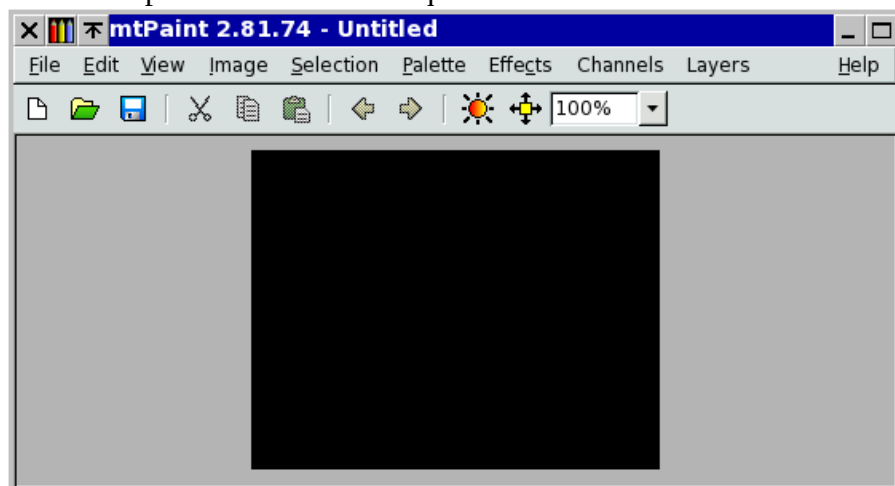 mtPaint 2.81.74 - Untitled
File Edit View Image Selection Palette Effects Channels Layers Help
100%